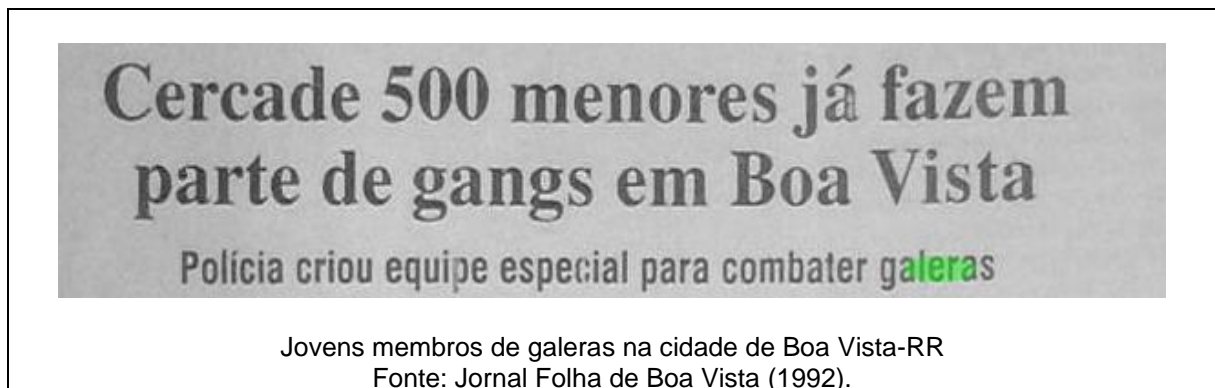 Cercade 500 menores já fazem
parte de gangs em Boa Vista
Polícia criou equipe especial para combater galeras
Jovens membros de galeras na cidade de Boa Vista-RR
Fonte: Jornal Folha de Boa Vista (1992).